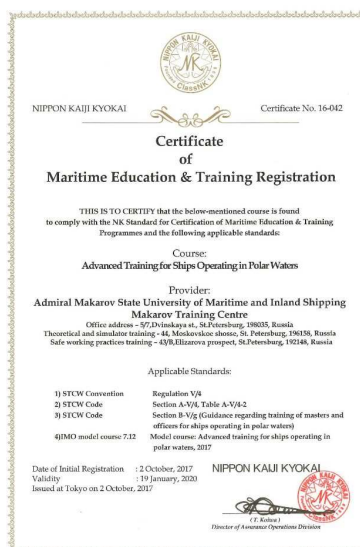 NIPPON KAIJI KYOKAI
NK
ClassNK
NIPPON KAIJI KYOKAI Certificate No. 16-042
Certificate
of
Maritime Education & Training Registration
THIS IS TO CERTIFY that the below-mentioned course is found
to comply with the NK Standard for Certification of Maritime Education & Training
Programmes and the following applicable standards:
Course:
Advanced Training for Ships Operating in Polar Waters
Provider:
Admiral Makarov State University of Maritime and Inland Shipping
Makarov Training Centre
Office address – 5/7,Dvinskaya st., St.Petersburg, 198035, Russia
Theoretical and simulator training - 44, Moskovskoe shosse, St. Petersburg, 196158, Russia
Safe working practices training – 43/B,Elizarova prospect, St.Petersburg, 192148, Russia
Applicable Standards:
1) STCW Convention Regulation V/4
2) STCW Code Section A-V/4, Table A-V/4-2
3) STCW Code Section B-V/g (Guidance regarding training of masters and
officers for ships operating in polar waters)
4)IMO model course 7.12 Model course: Advanced training for ships operating in
polar waters, 2017
Date of Initial Registration : 2 October, 2017 NIPPON KAIJI KYOKAI
Validity : 19 January, 2020
Issued at Tokyo on 2 October, 2017
Director of Assurance Operations Division